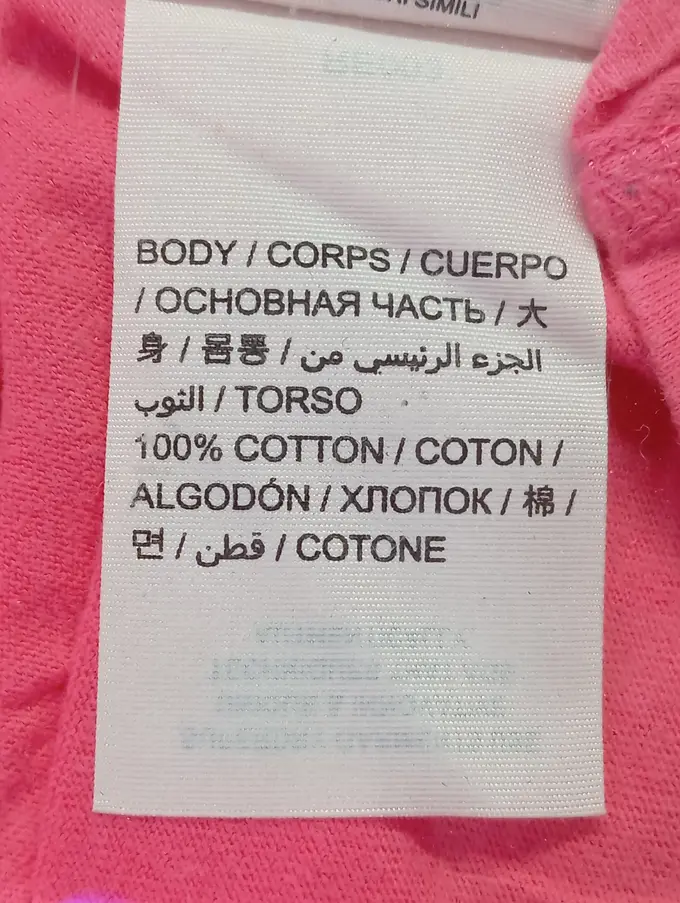 SIMILI
BODY / CORPS / CUERPO
/ ОСНОВНАЯ ЧАСТЬ / 大
身 / 몸통 / الجزء الرئيسي من
الثوب / TORSO
100% COTTON / COTON /
ALGODÓN / ХЛОПОК / 棉 /
면 / قطن / COTONE